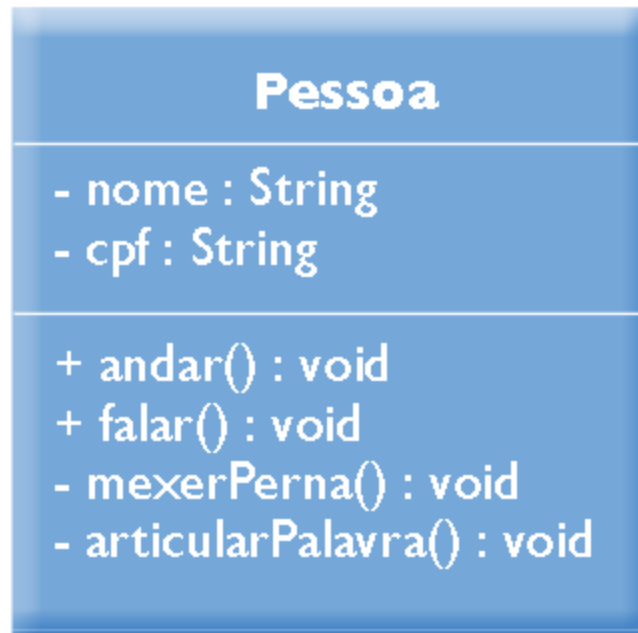 Pessoa
- nome : String
- cpf : String
+ andar() : void
+ falar() : void
- mexerPerna() : void
- articularPalavra() : void